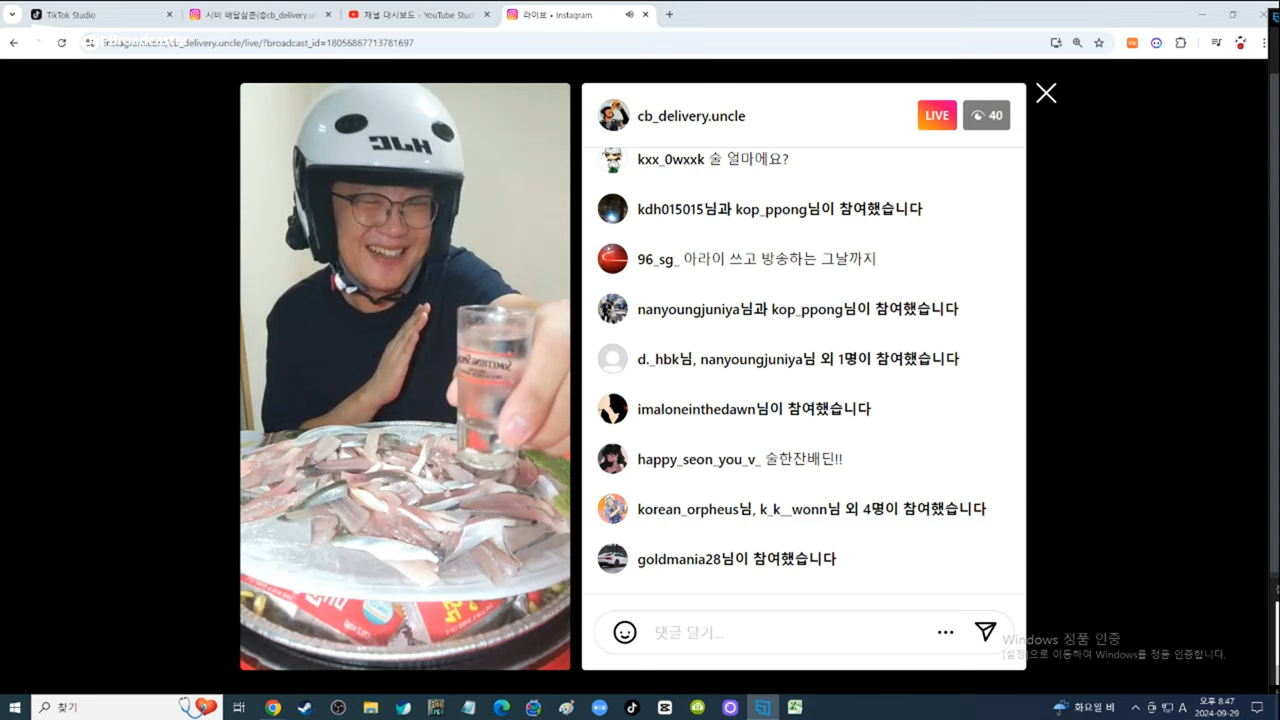 TikTok Studio
시비 배달삼촌(@cb_delivery.un
채널 대시보드 - YouTube Stud
라이브 • Instagram
_delivery.uncle/live/?broadcast_id=18056867713781697
HJC
SOMETHING SPECIAL
cb_delivery.uncle
LIVE
40
kxx_0wxxk 술 얼마에요?
kdh015015님과 kop_ppong님이 참여했습니다
96_sg_ 아라이 쓰고 방송하는 그날까지
nanyoungjuniya님과 kop_ppong님이 참여했습니다
d._hbk님, nanyoungjuniya님 외 1명이 참여했습니다
imaloneinthedawn님이 참여했습니다
happy_seon_you_v_ 술한잔배딘!!
korean_orpheus님, k_k__wonn님 외 4명이 참여했습니다
goldmania28님이 참여했습니다
댓글 달기...
Windows 정품 인증
[설정]으로 이동하여 Windows를 정품 인증합니다.
찾기
화요일 비
A
오후 8:47
2024-09-29